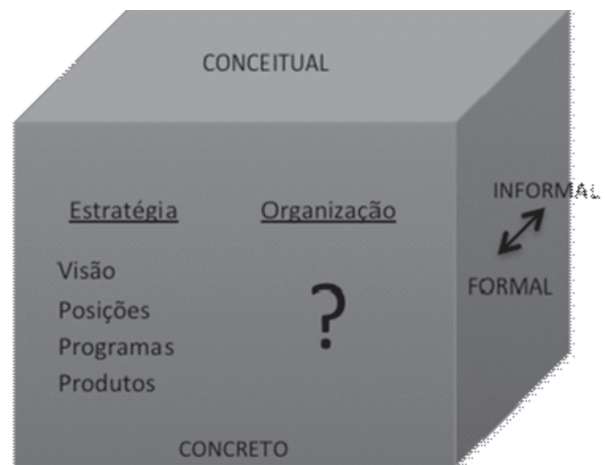 CONCEITUAL
Estratégia
Organização
Visão
Posições
Programas
Produtos
?
INFORMAL
FORMAL
CONCRETO